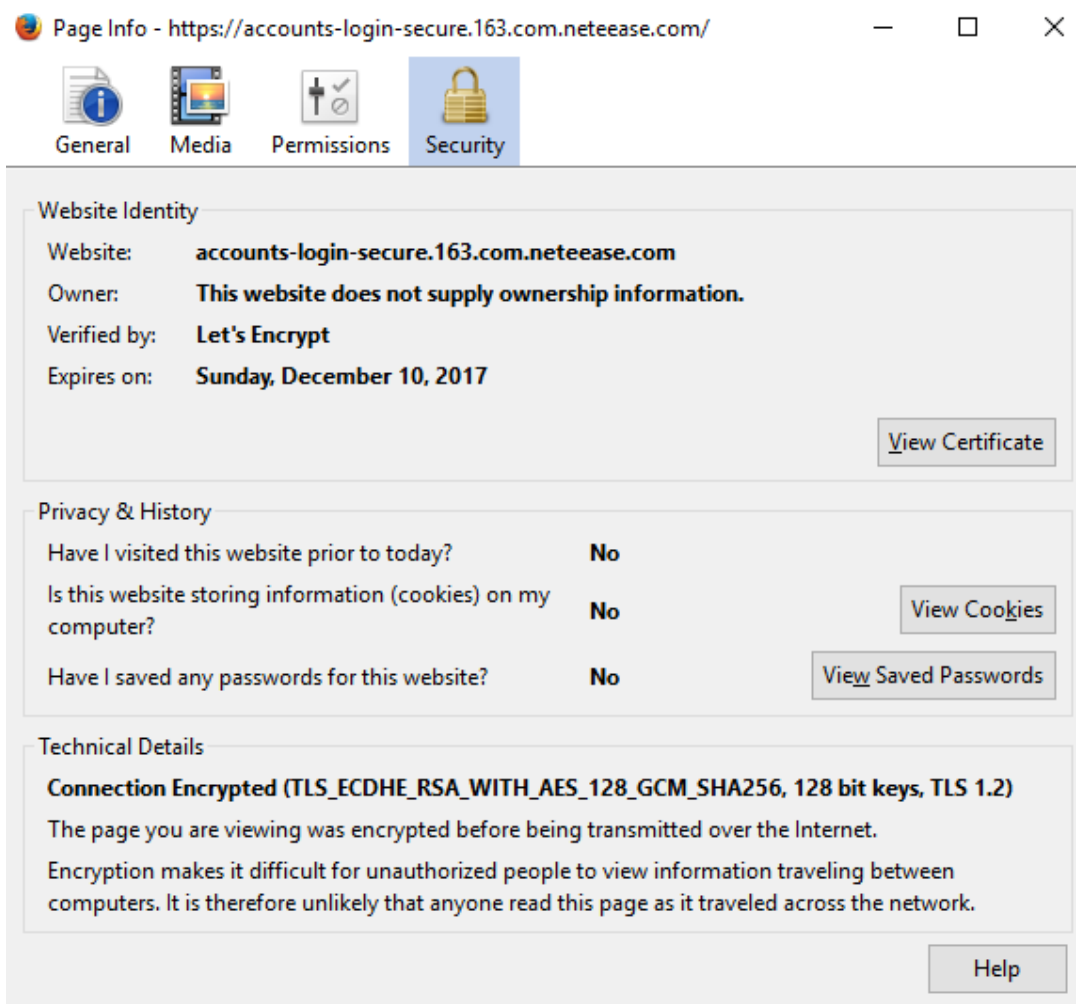 Page Info - https://accounts-login-secure.163.com.neteease.com/
General Media Permissions Security
Website Identity
Website: accounts-login-secure.163.com.neteease.com
Owner: This website does not supply ownership information.
Verified by: Let's Encrypt
Expires on: Sunday, December 10, 2017
View Certificate
Privacy & History
Have I visited this website prior to today? No
Is this website storing information (cookies) on my
computer? No View Cookies
Have I saved any passwords for this website? No View Saved Passwords
Technical Details
Connection Encrypted (TLS_ECDHE_RSA_WITH_AES_128_GCM_SHA256, 128 bit keys, TLS 1.2)
The page you are viewing was encrypted before being transmitted over the Internet.
Encryption makes it difficult for unauthorized people to view information traveling between
computers. It is therefore unlikely that anyone read this page as it traveled across the network.
Help